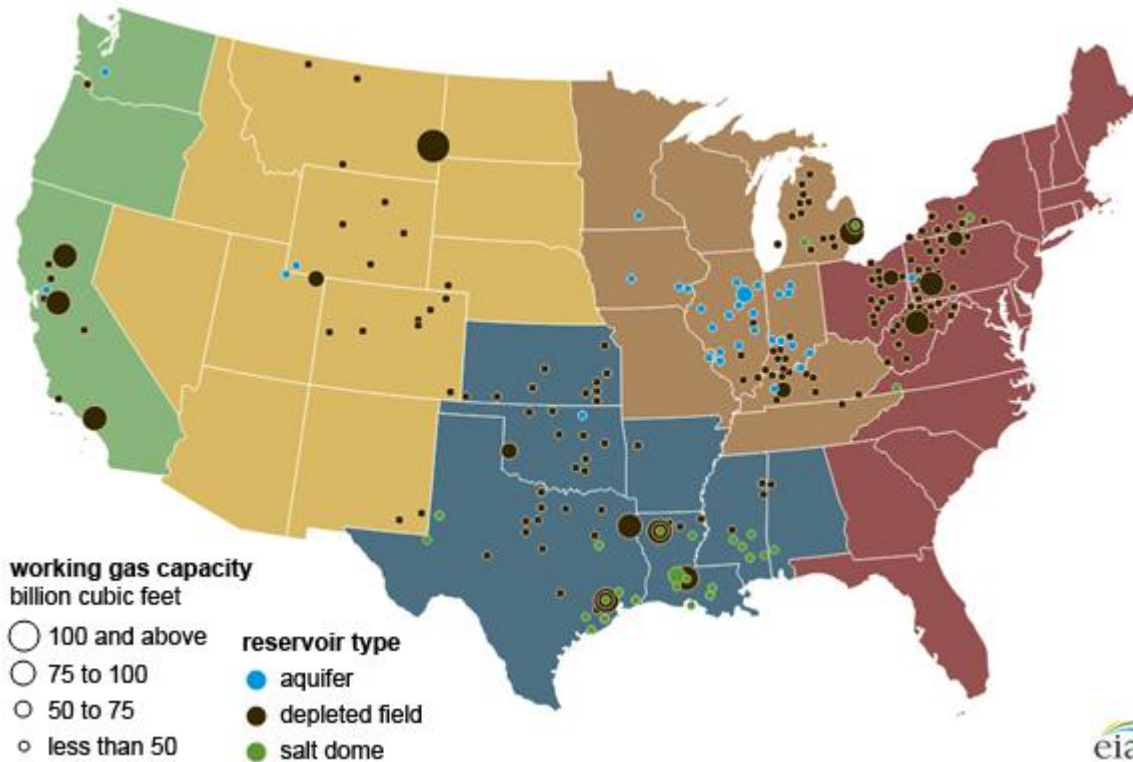 working gas capacity
billion cubic feet
100 and above
75 to 100
50 to 75
less than 50
reservoir type
aquifer
depleted field
salt dome
eia